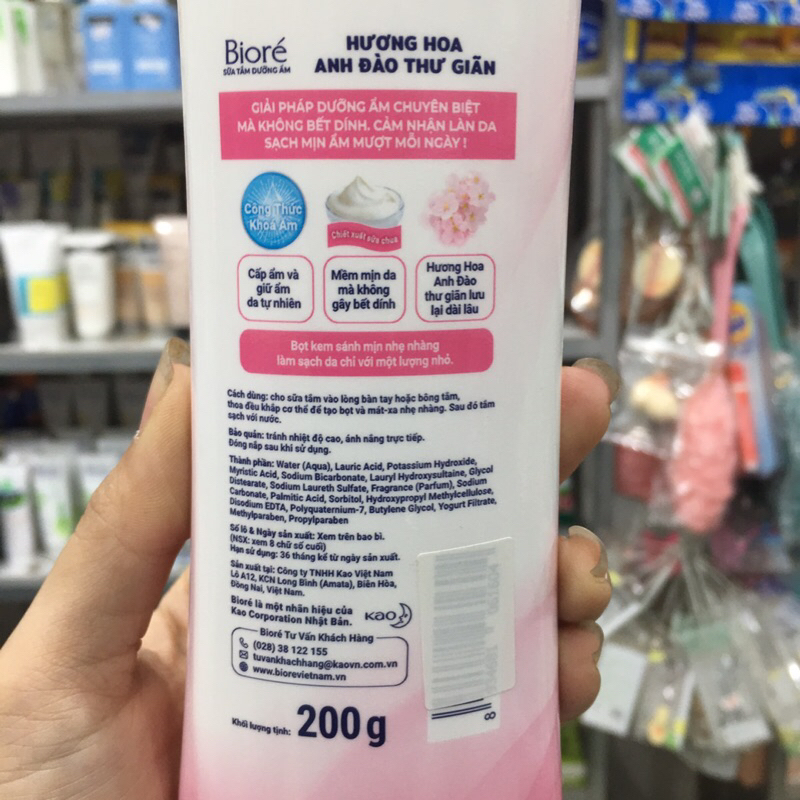 Bioré
SỮA TẮM DƯỠNG ẨM
HƯƠNG HOA
ANH ĐÀO THƯ GIÃN
GIẢI PHÁP DƯỠNG ẨM CHUYÊN BIỆT
MÀ KHÔNG BẾT DÍNH. CẢM NHẬN LÀN DA
SẠCH MỊN ẨM MƯỢT MỖI NGÀY !
Công Thức
Khoá Ẩm
Chiết xuất sữa chua
Cấp ẩm và
giữ ẩm
da tự nhiên
Mềm mịn da
mà không
gây bết dính
Hương Hoa
Anh Đào
thư giãn lưu
lại dài lâu
Bọt kem sánh mịn nhẹ nhàng
làm sạch da chỉ với một lượng nhỏ.
Cách dùng: cho sữa tắm vào lòng bàn tay hoặc bông tắm,
thoa đều khắp cơ thể để tạo bọt và mát-xa nhẹ nhàng. Sau đó tắm
sạch với nước.
Bảo quản: tránh nhiệt độ cao, ánh nắng trực tiếp.
Đóng nắp sau khi sử dụng.
Thành phần: Water (Aqua), Lauric Acid, Potassium Hydroxide,
Myristic Acid, Sodium Bicarbonate, Lauryl Hydroxysultaine, Glycol
Distearate, Sodium Laureth Sulfate, Fragrance (Parfum), Sodium
Carbonate, Palmitic Acid, Sorbitol, Hydroxypropyl Methylcellulose,
Disodium EDTA, Polyquaternium-7, Butylene Glycol, Yogurt Filtrate,
Methylparaben, Propylparaben
Số lô & Ngày sản xuất: Xem trên bao bì.
(NSX: xem 8 chữ số cuối)
Hạn sử dụng: 36 tháng kể từ ngày sản xuất.
Sản xuất tại: Công ty TNHH Kao Việt Nam
Lô A12, KCN Long Bình (Amata), Biên Hòa,
Đồng Nai, Việt Nam.
Bioré là một nhãn hiệu của
Kao Corporation Nhật Bản.
Kao
Bioré Tư Vấn Khách Hàng
(028) 38 122 155
tuvankhachhang@kaovn.com.vn
www.biorevietnam.vn
Khối lượng tịnh: 200 g
8